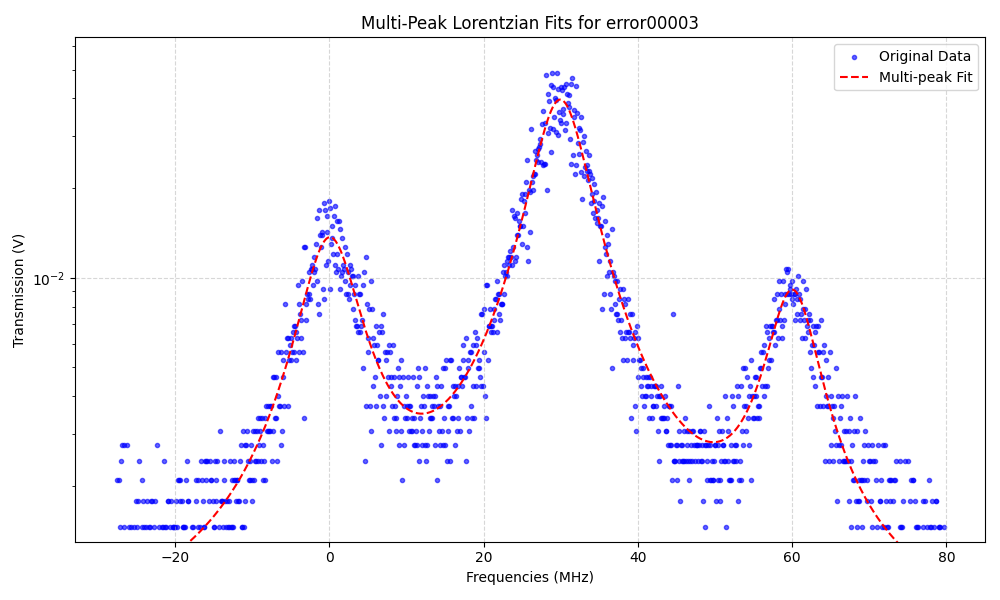 Multi-Peak Lorentzian Fits for error00003
Original Data
Multi-peak Fit
Transmission (V)
10⁻²
−20
0
20
40
60
80
Frequencies (MHz)